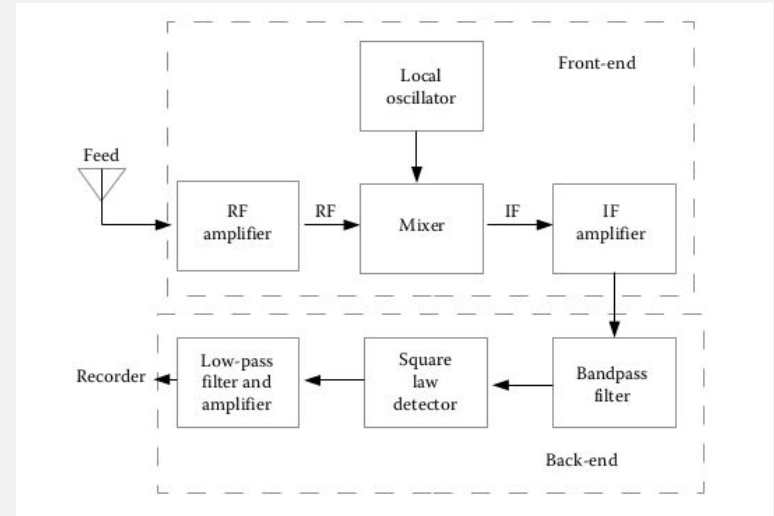 Front-end
Local
oscillator
Feed
RF
amplifier
RF
Mixer
IF
IF
amplifier
Recorder
Low-pass
filter and
amplifier
Square
law
detector
Bandpass
filter
Back-end